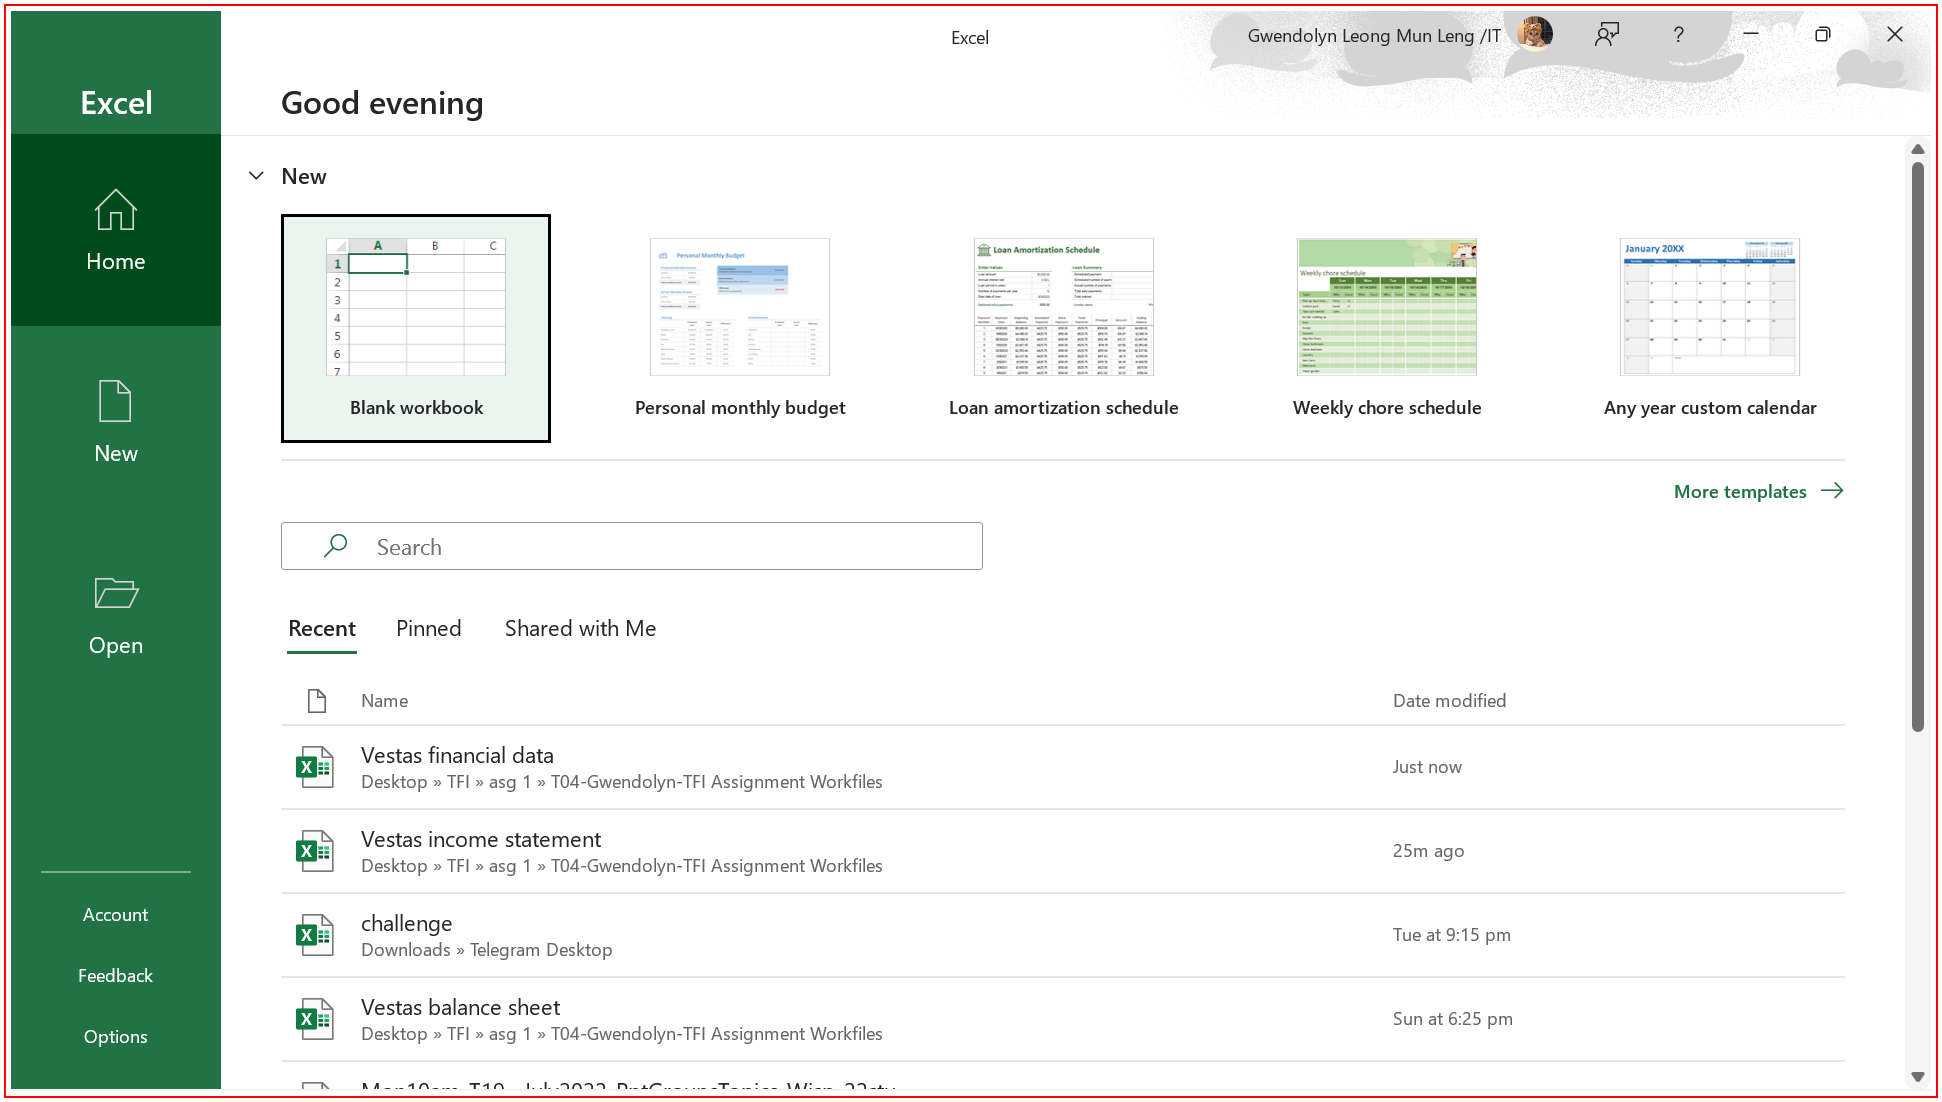 Excel
Gwendolyn Leong Mun Leng /IT
?
Excel
Good evening
Home
New
Open
Account
Feedback
Options
New
A B C
1
2
3
4
5
6
7
Blank workbook
Personal Monthly Budget
Personal monthly budget
Loan Amortization Schedule
Loan amortization schedule
Weekly chore schedule
Weekly chore schedule
January 20XX
Any year custom calendar
More templates
Search
Recent Pinned Shared with Me
Name Date modified
Vestas financial data
Desktop » TFI » asg 1 » T04-Gwendolyn-TFI Assignment Workfiles
Just now
Vestas income statement
Desktop » TFI » asg 1 » T04-Gwendolyn-TFI Assignment Workfiles
25m ago
challenge
Downloads » Telegram Desktop
Tue at 9:15 pm
Vestas balance sheet
Desktop » TFI » asg 1 » T04-Gwendolyn-TFI Assignment Workfiles
Sun at 6:25 pm